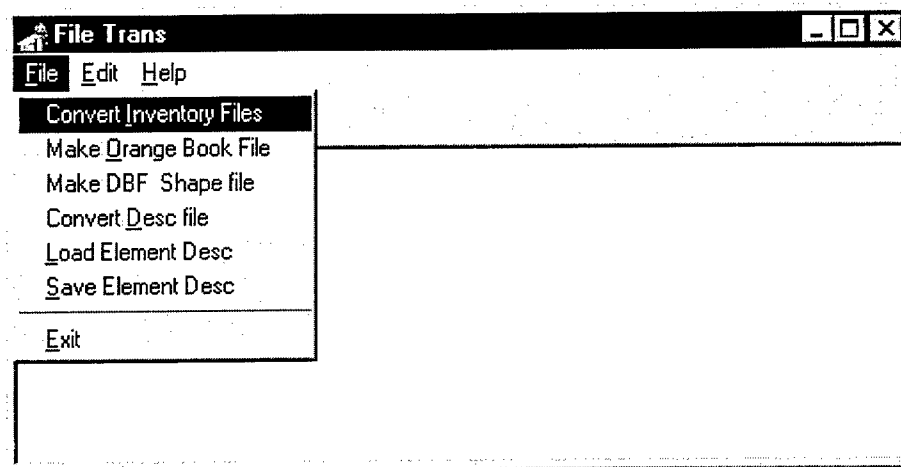 File Trans
File Edit Help
Convert Inventory Files
Make Orange Book File
Make DBF Shape file
Convert Desc file
Load Element Desc
Save Element Desc
Exit